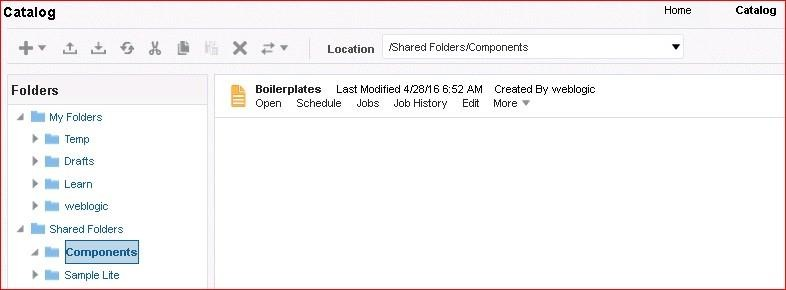 Catalog Home Catalog
Location /Shared Folders/Components
Folders
My Folders
Temp
Drafts
Learn
weblogic
Shared Folders
Components
Sample Lite
Boilerplates Last Modified 4/28/16 6:52 AM Created By weblogic
Open Schedule Jobs Job History Edit More